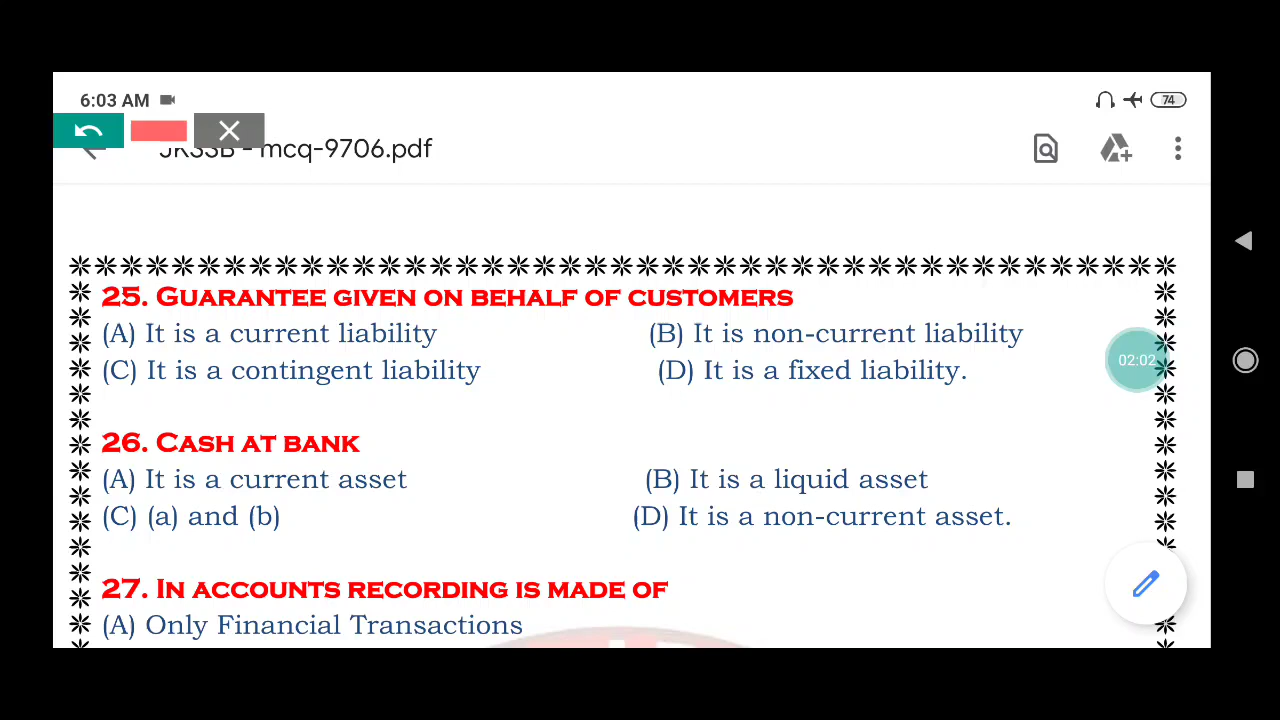 6:03 AM
74
JKSSB - mcq-9706.pdf
25. GUARANTEE GIVEN ON BEHALF OF CUSTOMERS
(A) It is a current liability (B) It is non-current liability
(C) It is a contingent liability (D) It is a fixed liability.
02:02
26. CASH AT BANK
(A) It is a current asset (B) It is a liquid asset
(C) (a) and (b) (D) It is a non-current asset.
27. IN ACCOUNTS RECORDING IS MADE OF
(A) Only Financial Transactions